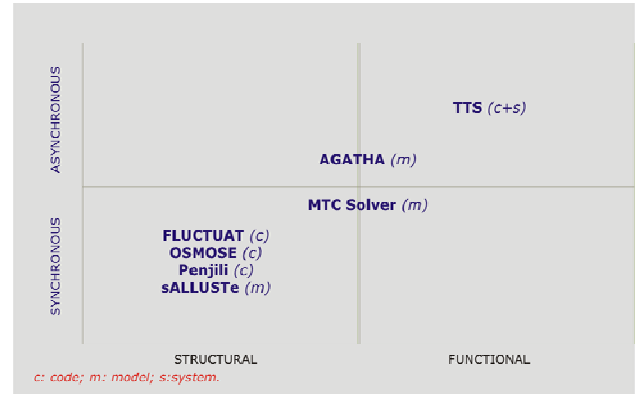 ASYNCHRONOUS
TTS (c+s)
AGATHA (m)
SYNCHRONOUS
MTC Solver (m)
FLUCTUAT (c)
OSMOSE (c)
Penjili (c)
sALLUSTe (m)
STRUCTURAL
FUNCTIONAL
c: code; m: model; s:system.